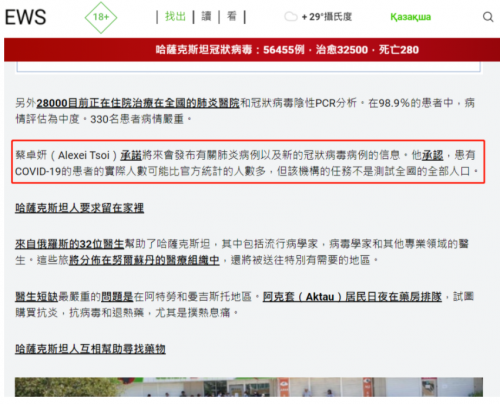 EWS
18+
找出
讀
看
+ 29°攝氏度
Қазақша
哈薩克斯坦冠狀病毒：56455例，治愈32500，死亡280
另外28000目前正在住院治療在全國的肺炎醫院和冠狀病毒陰性PCR分析。在98.9%的患者中，病
情評估為中度。330名患者病情嚴重。
蔡卓妍（Alexei Tsoi）承諾將來會發布有關肺炎病例以及新的冠狀病毒病例的信息。他承認，患有
COVID-19的患者的實際人數可能比官方統計的人數多，但該機構的任務不是測試全國的全部人口。
哈薩克斯坦人要求留在家裡
來自俄羅斯的32位醫生幫助了哈薩克斯坦，其中包括流行病學家，病毒學家和其他專業領域的醫
生。這些旅將分佈在努爾蘇丹的醫療組織中，還將被送往特別有需要的地區。
醫生短缺最嚴重的問題是在阿特勞和曼吉斯托地區。阿克套（Aktau）居民日夜在藥房排隊，試圖
購買抗炎，抗病毒和退熱藥，尤其是撲熱息痛。
哈薩克斯坦人互相幫助尋找藥物